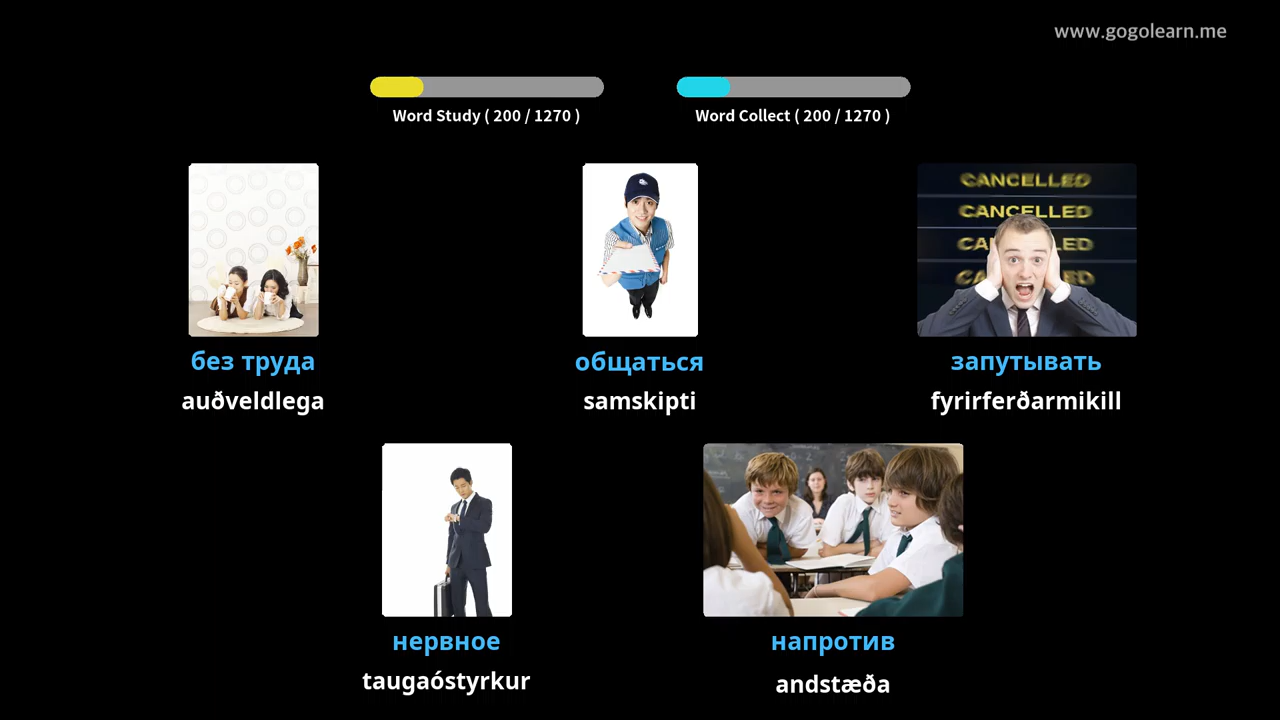 www.gogolearn.me
Word Study ( 200 / 1270 )
Word Collect ( 200 / 1270 )
CANCELLED
CANCELLED
без труда
auðveldlega
общаться
samskipti
запутывать
fyrirferðarmikill
нервное
taugaóstyrkur
напротив
andstæða